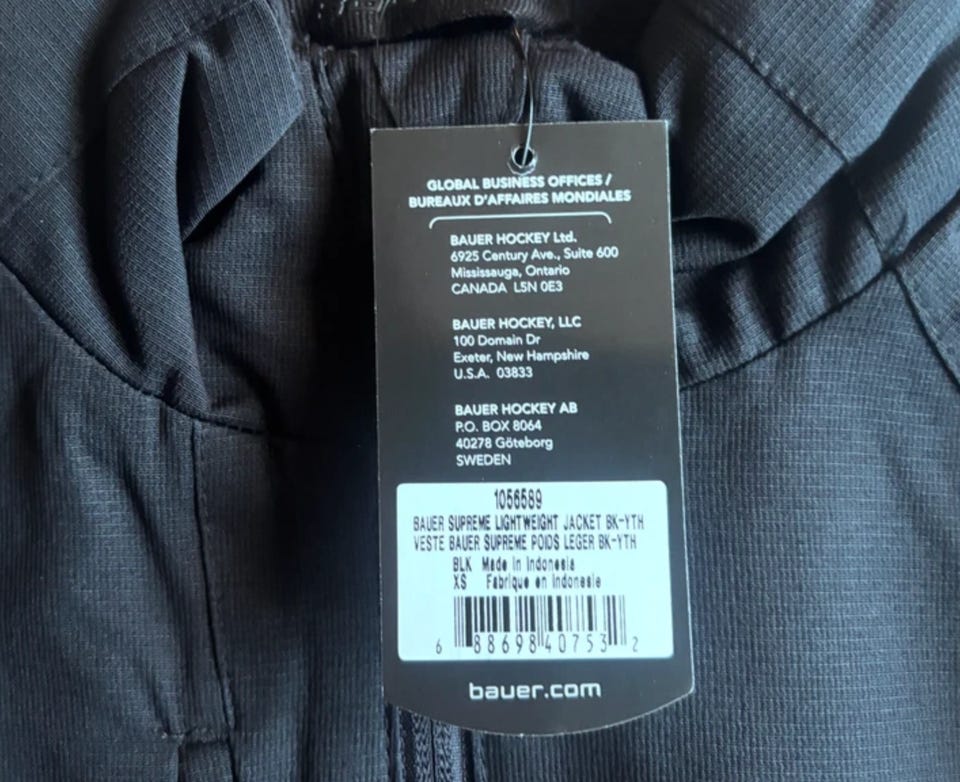 GLOBAL BUSINESS OFFICES /
BUREAUX D'AFFAIRES MONDIALES
BAUER HOCKEY Ltd.
6925 Century Ave., Suite 600
Mississauga, Ontario
CANADA L5N 0E3
BAUER HOCKEY, LLC
100 Domain Dr
Exeter, New Hampshire
U.S.A. 03833
BAUER HOCKEY AB
P.O. BOX 8064
40278 Göteborg
SWEDEN
1056589
BAUER SUPREME LIGHTWEIGHT JACKET BK-YTH
VESTE BAUER SUPREME POIDS LEGER BK-YTH
BLK Made in Indonesia
XS Fabrique en Indonesie
6 88698 40753 2
bauer.com